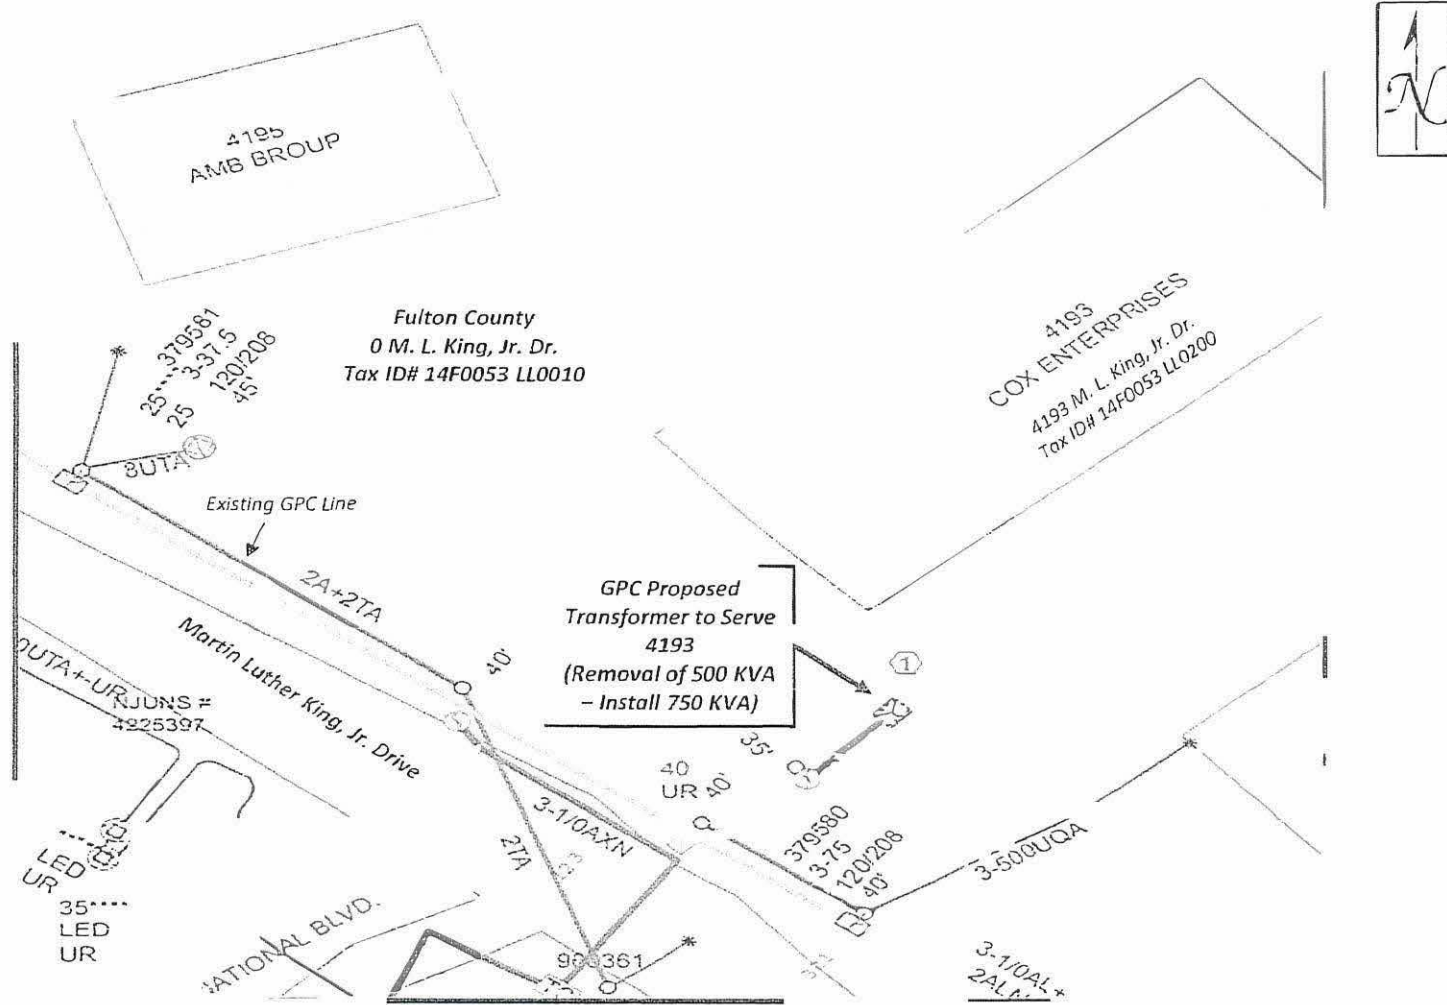 N
4195
AMB BROUP
379581
3-37.5
120/208
45'
25
25
Fulton County
0 M. L. King, Jr. Dr.
Tax ID# 14F0053 LL0010
4193
COX ENTERPRISES
4193 M. L. King, Jr. Dr.
Tax ID# 14F0053 LL0200
Existing GPC Line
2A+2TA
40'
GPC Proposed
Transformer to Serve
4193
(Removal of 500 KVA
– Install 750 KVA)
1
Martin Luther King, Jr. Drive
NJUNS =
35'
40
UR
40'
3-1/0AXN
2TA
379580
3-75
120/208
40'
3-500UQA
LED
UR
35
LED
UR
3-1/0AL+